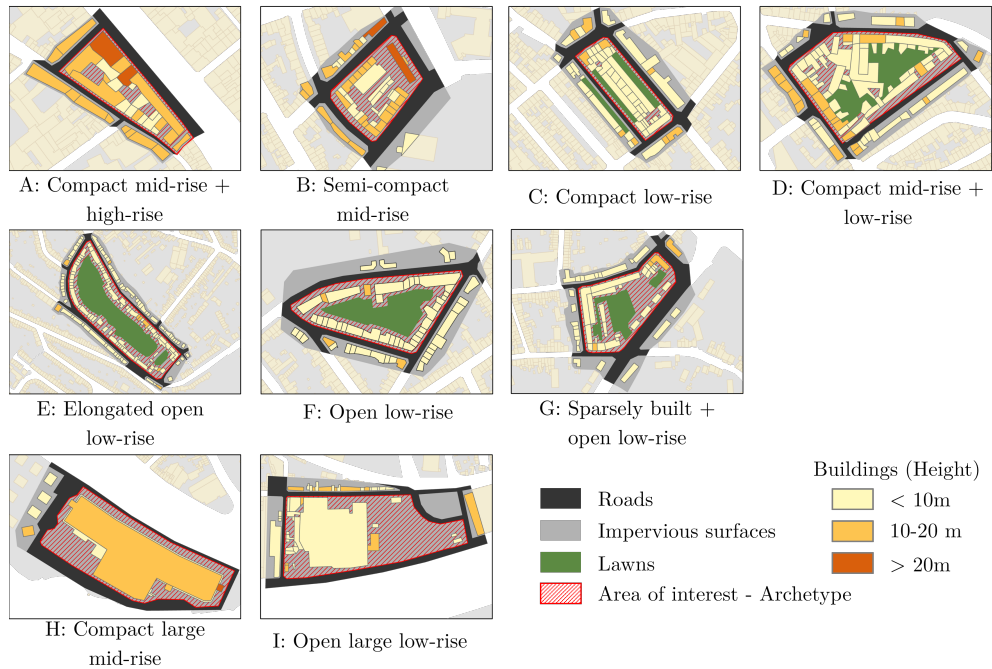 A: Compact mid-rise +
high-rise
B: Semi-compact
mid-rise
C: Compact low-rise
D: Compact mid-rise +
low-rise
E: Elongated open
low-rise
F: Open low-rise
G: Sparsely built +
open low-rise
H: Compact large
mid-rise
I: Open large low-rise
Roads
Impervious surfaces
Lawns
Area of interest - Archetype
Buildings (Height)
< 10m
10-20 m
> 20m